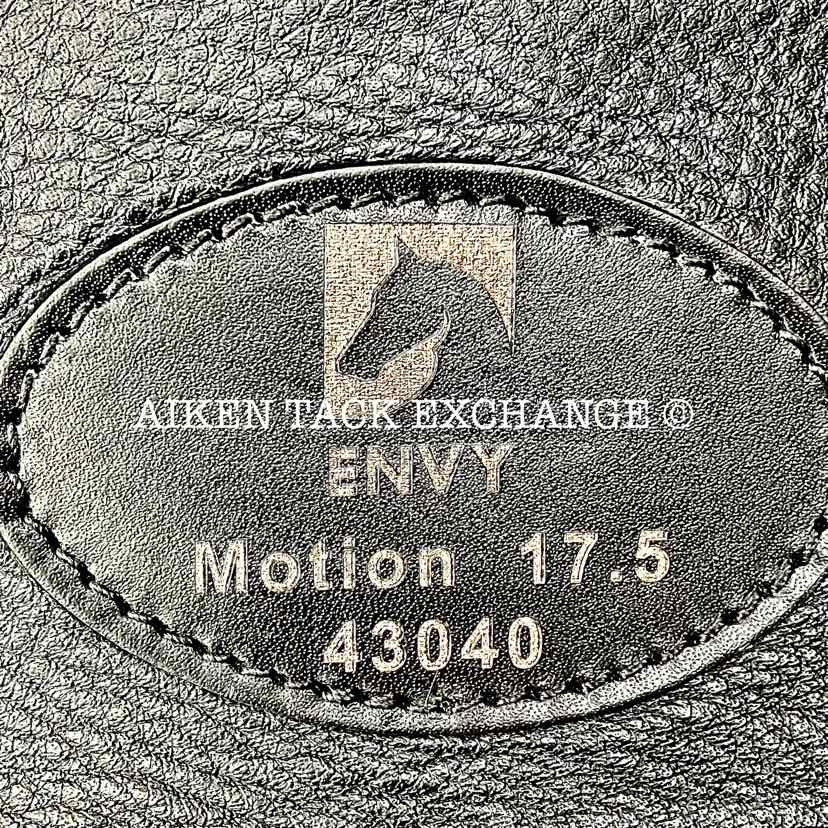 AIKEN TACK EXCHANGE ©
ENVY
Motion 17.5
43040